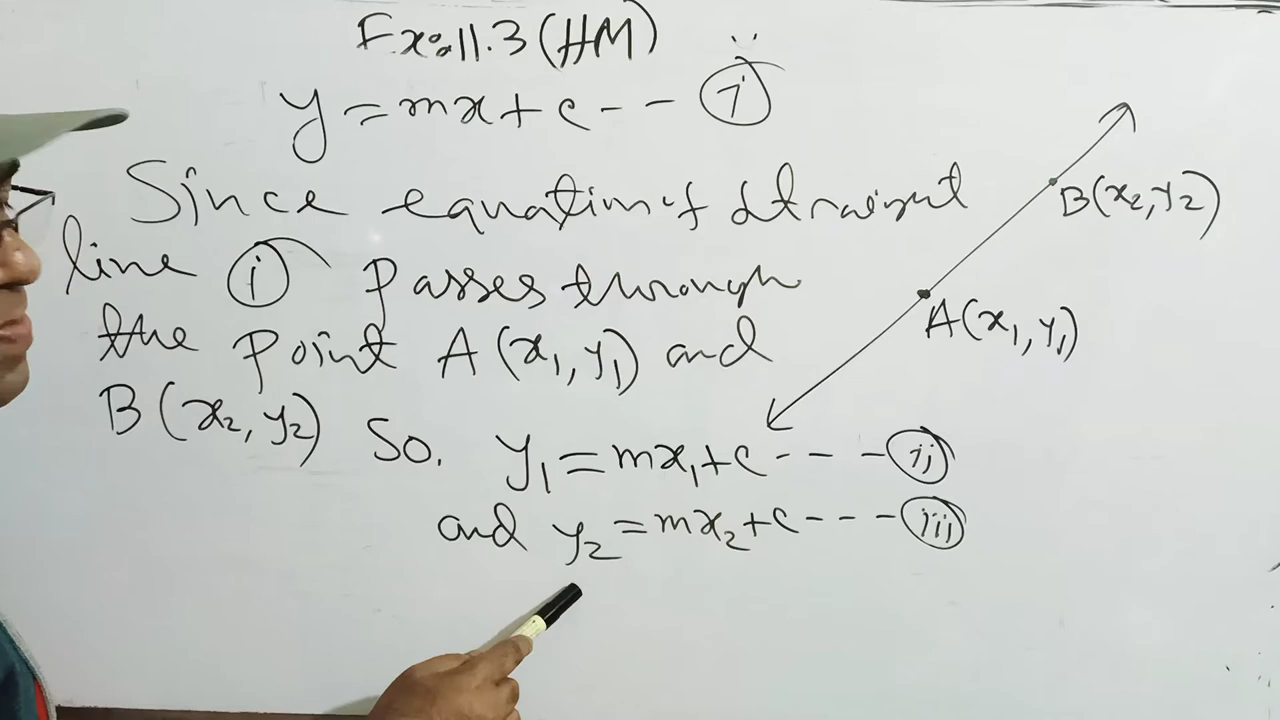 Ex:11.3 (HM)
y = mx + c - - (i)
Since equation of straight
line (i) Passes through
the point A(x₁, y₁) and
B(x₂, y₂) So, y₁ = mx₁ + c - - - - (ii)
and y₂ = mx₂ + c - - - - (iii)
B(x₂, y₂)
A(x₁, y₁)